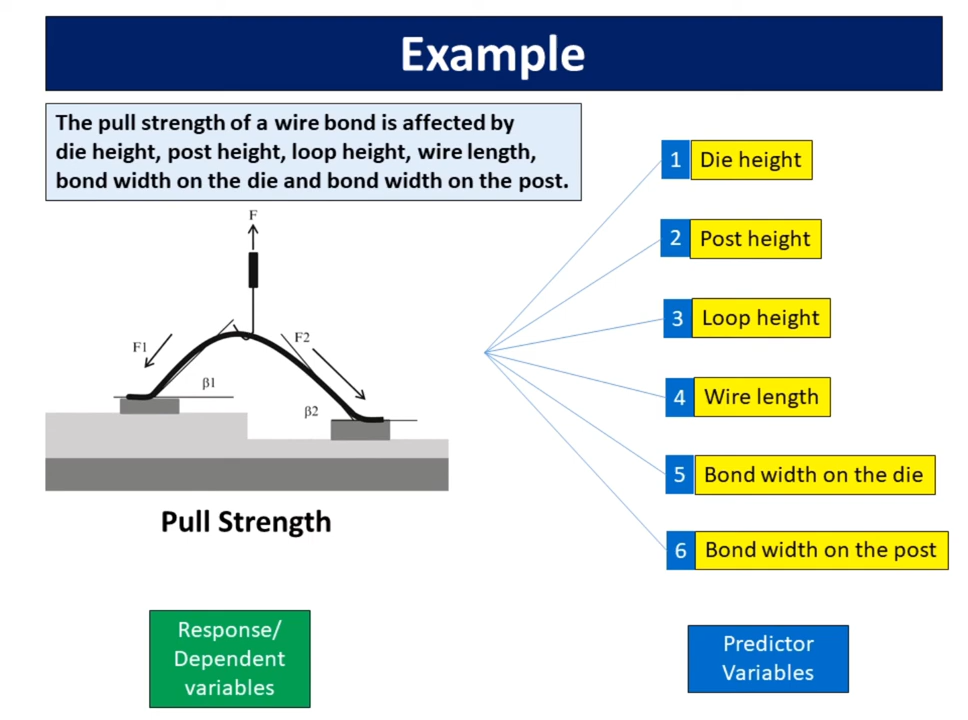 Example
The pull strength of a wire bond is affected by
die height, post height, loop height, wire length,
bond width on the die and bond width on the post.
F
F1
F2
β1
β2
Pull Strength
1 Die height
2 Post height
3 Loop height
4 Wire length
5 Bond width on the die
6 Bond width on the post
Response/
Dependent
variables
Predictor
Variables